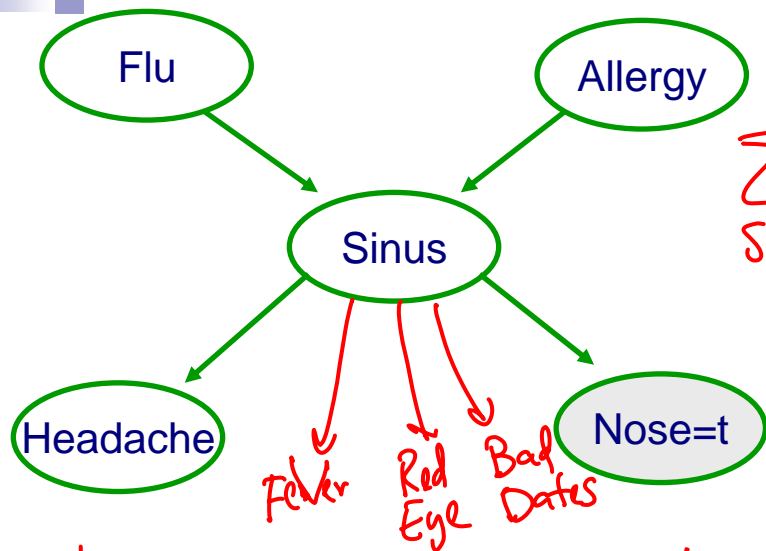 Flu
Allergy
Σ
S
Sinus
Headache
Fever
Red
Eye
Bad
Dates
Nose=t